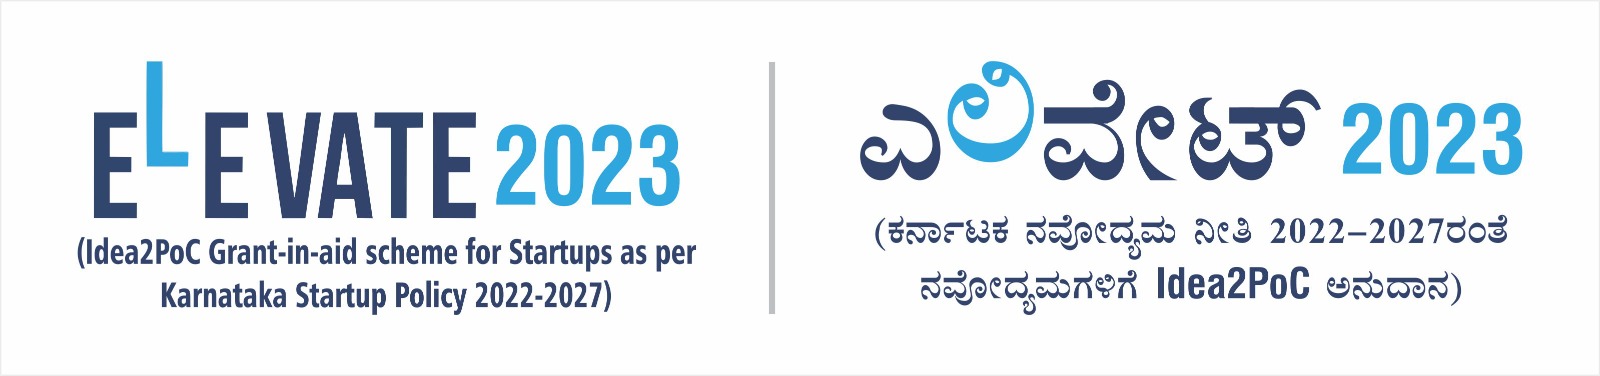 ELEVATE 2023
(Idea2PoC Grant-in-aid scheme for Startups as per
Karnataka Startup Policy 2022-2027)
ಎಲಿವೇಟ್ 2023
(ಕರ್ನಾಟಕ ನವೋದ್ಯಮ ನೀತಿ 2022–2027ರಂತೆ
ನವೋದ್ಯಮಗಳಿಗೆ Idea2PoC ಅನುದಾನ)